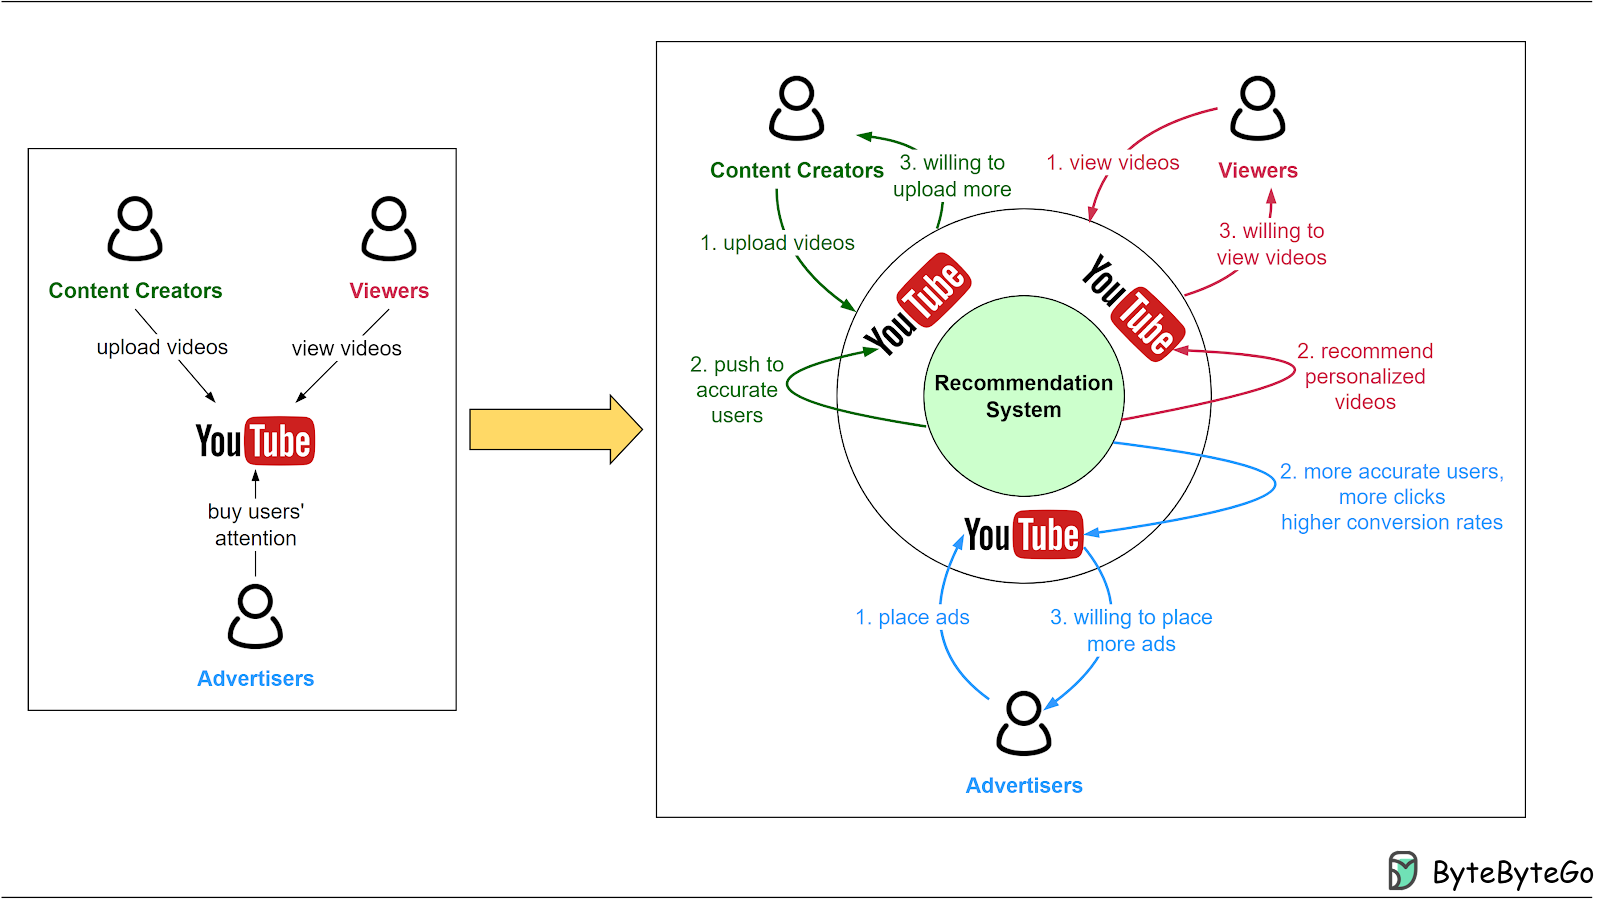 Content Creators
Viewers
upload videos
view videos
YouTube
buy users'
attention
Advertisers
Content Creators
3. willing to
upload more
1. view videos
Viewers
1. upload videos
3. willing to
view videos
YouTube
YouTube
2. push to
accurate
users
Recommendation
System
2. recommend
personalized
videos
2. more accurate users,
more clicks
higher conversion rates
YouTube
1. place ads
3. willing to place
more ads
Advertisers
ByteByteGo